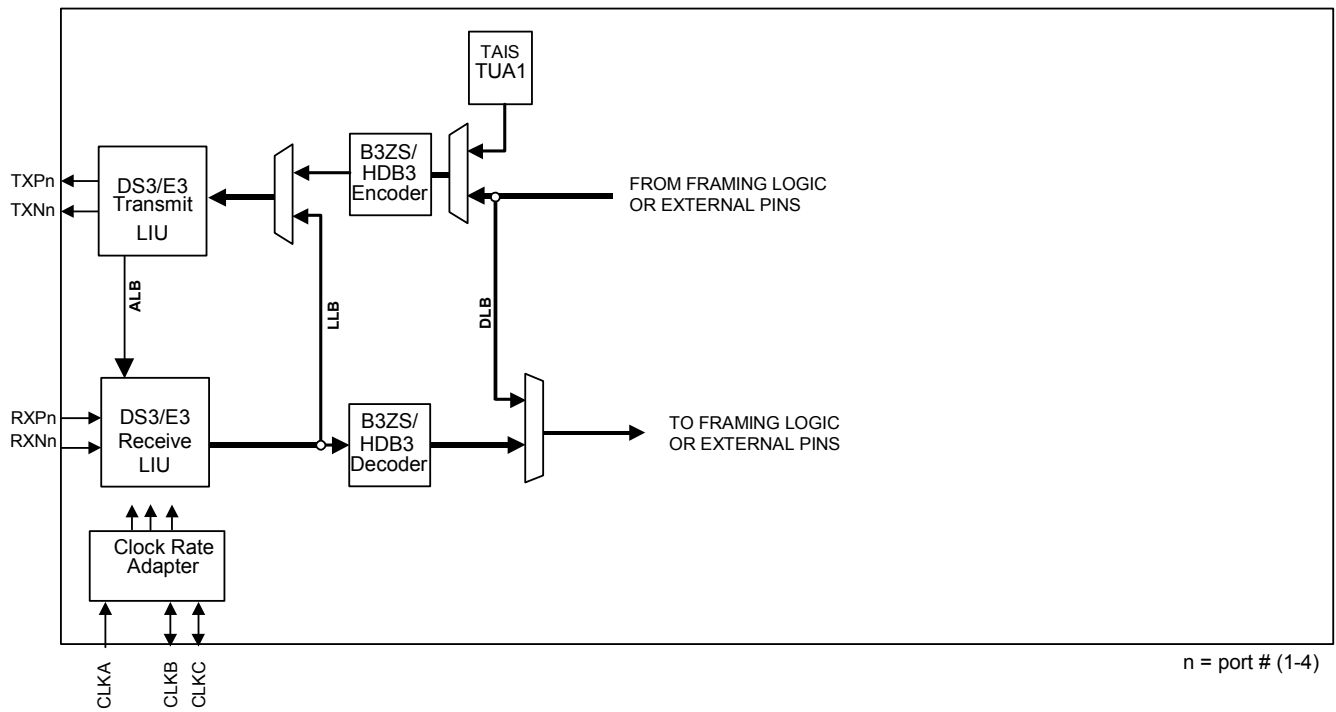 TAIS
TUA1
B3ZS/
HDB3
Encoder
DS3/E3
Transmit
LIU
TXPn
TXNn
FROM FRAMING LOGIC
OR EXTERNAL PINS
ALB
LLB
DLB
RXPn
RXNn
DS3/E3
Receive
LIU
B3ZS/
HDB3
Decoder
TO FRAMING LOGIC
OR EXTERNAL PINS
Clock Rate
Adapter
CLKA
CLKB
CLKC
n = port # (1-4)